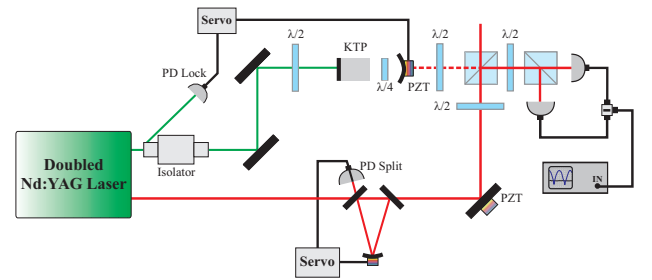 Servo
λ/2
KTP
PD Lock
λ/4
PZT
λ/2
λ/2
λ/2
Doubled
Nd:YAG Laser
Isolator
PD Split
PZT
IN
Servo